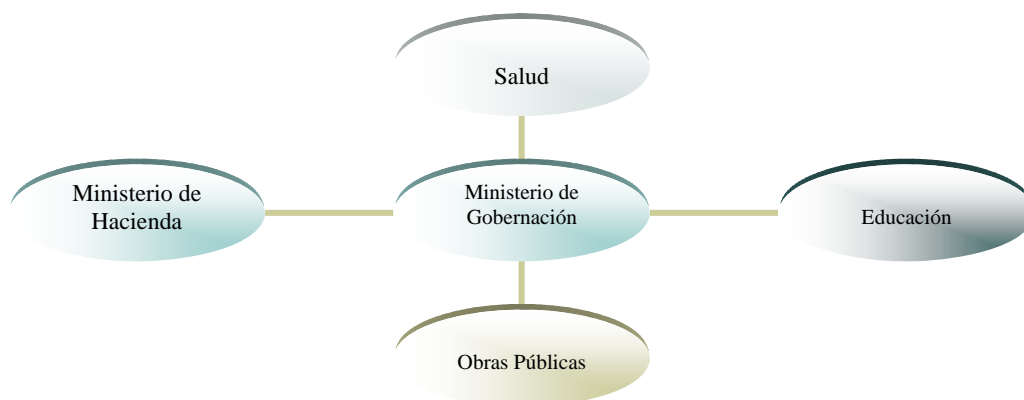 Salud
Ministerio de
Hacienda
Ministerio de
Gobernación
Educación
Obras Públicas